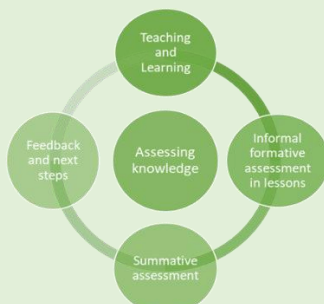 Teaching
and
Learning
Feedback
and next
steps
Assessing
knowledge
Informal
formative
assessment
in lessons
Summative
assessment